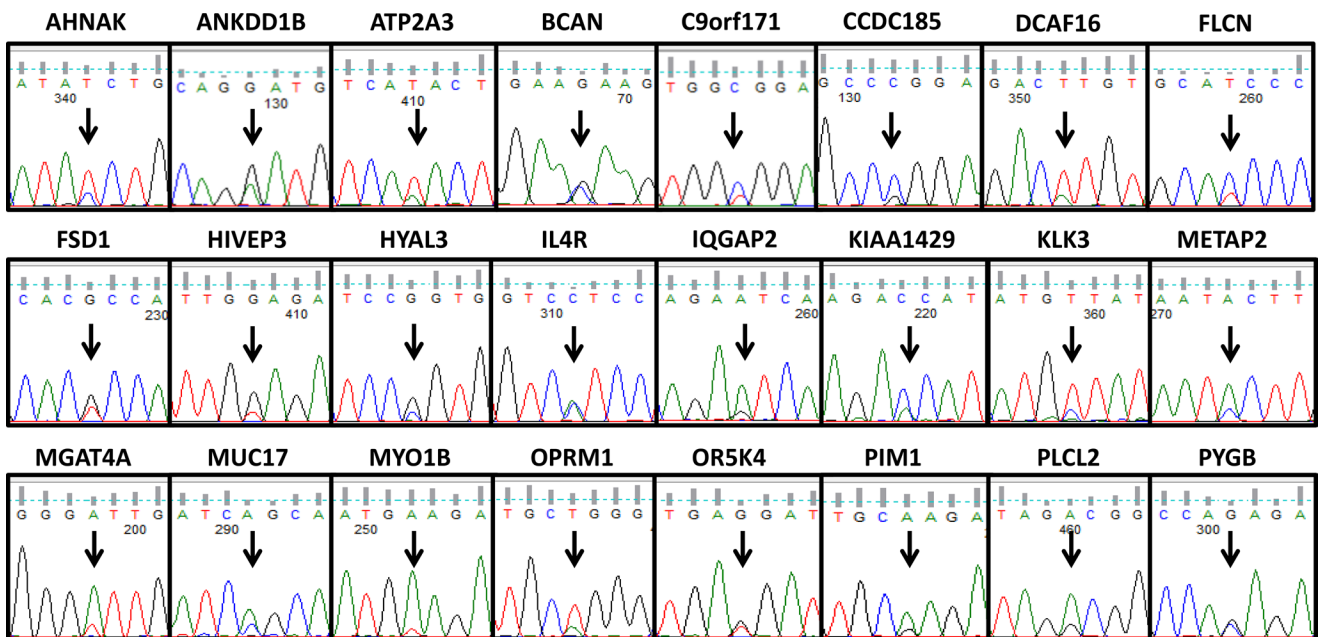 AHNAK ANKDD1B ATP2A3 BCAN C9orf171 CCDC185 DCAF16 FLCN
A T A T C T G C A G G A T G T C A T A C T G A A G A A G T G G C G G A G C C C G G A G A C T T G T G C A T C C C
340 130 410 70 130 350 260
FSD1 HIVEP3 HYAL3 IL4R IQGAP2 KIAA1429 KLK3 METAP2
C A C G C C A T T G G A G A T C C G G T G G T C C T C C A G A A T C A A G A C C A T A T G T T A T A A T A C T T
230 410 310 260 220 360 270
MGAT4A MUC17 MYO1B OPRM1 OR5K4 PIM1 PLCL2 PYGB
G G G A T T G A T C A G C A A T G A A G A T G C T G G G T G A G G A T T G C A A G A T A G A C G G C C A G A G A
200 290 250 460 300